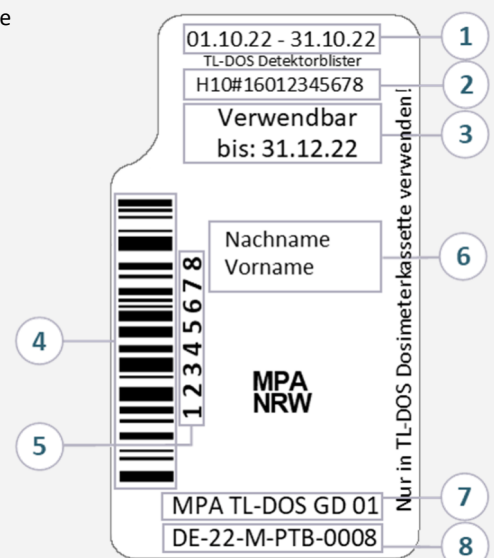 e
01.10.22 - 31.10.22
1
TL-DOS Detektorblister
H10#16012345678
2
Verwendbar
bis: 31.12.22
3
Nur in TL-DOS Dosimeterkassette verwenden!
Nachname
Vorname
6
4
12345678
5
MPA
NRW
MPA TL-DOS GD 01
7
DE-22-M-PTB-0008
8